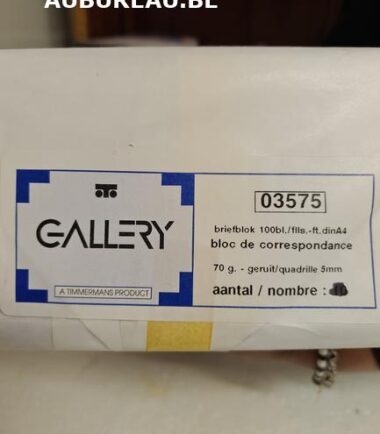 AUBUREAU.BE
GALLERY
A TIMMERMANS PRODUCT
03575
briefblok 100bl./flls.-ft.dinA4
bloc de correspondance
70 g. - geruit/quadrille 5mm
aantal / nombre :